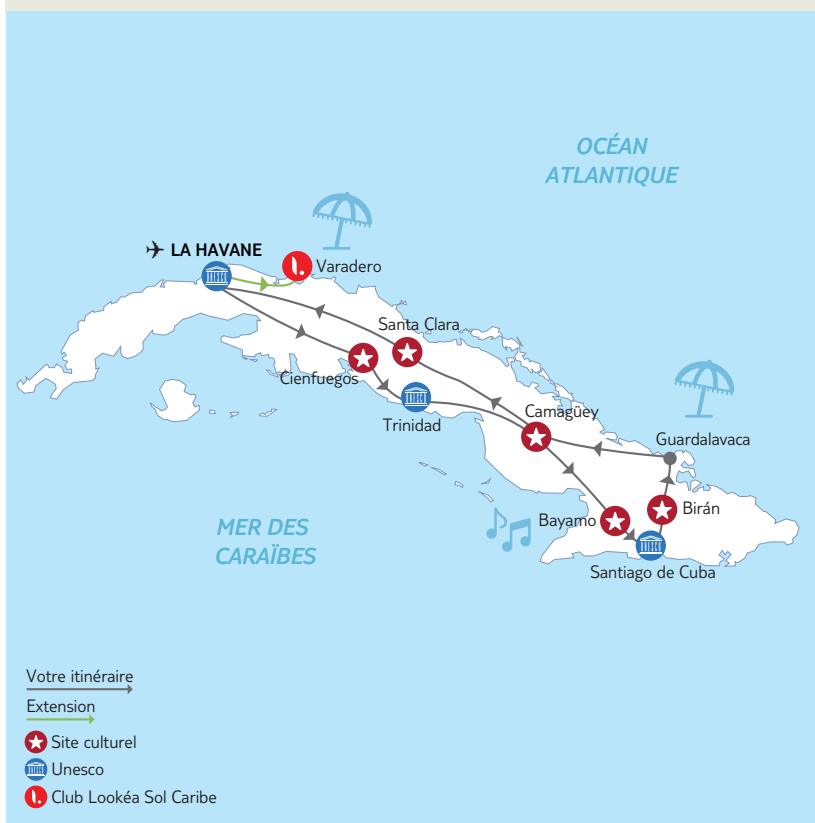 OCÉAN
ATLANTIQUE
LA HAVANE
Varadero
Santa Clara
Cienfuegos
Trinidad
Camagüey
Guardalavaca
Bayamo
Birán
Santiago de Cuba
MER DES
CARAÏBES
Votre itinéraire
Extension
Site culturel
Unesco
Club Lookéa Sol Caribe